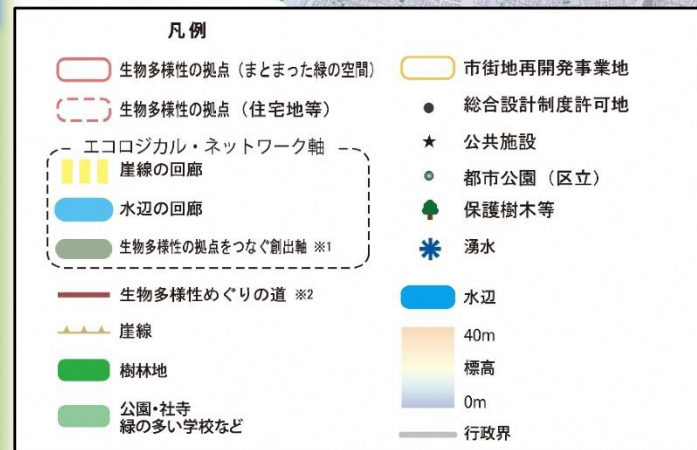 凡例
生物多様性の拠点（まとまった緑の空間）
生物多様性の拠点（住宅地等）
エコロジカル・ネットワーク軸
崖線の回廊
水辺の回廊
生物多様性の拠点をつなぐ創出軸 ※1
生物多様性めぐりの道 ※2
崖線
樹林地
公園・社寺
緑の多い学校など
市街地再開発事業地
総合設計制度許可地
公共施設
都市公園（区立）
保護樹木等
湧水
水辺
40m
標高
0m
行政界